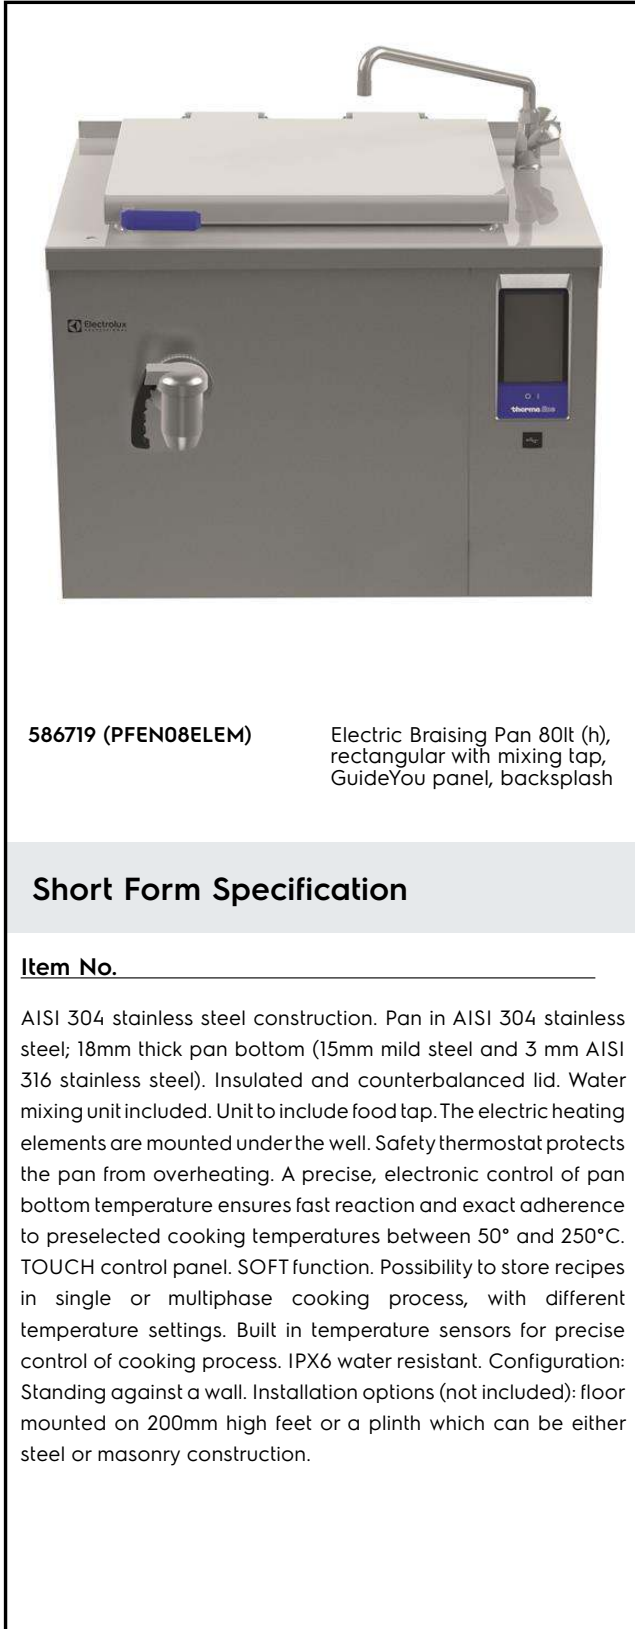 Electrolux
PROFESSIONAL
thermaline
586719 (PFEN08ELEM)
Electric Braising Pan 80lt (h),
rectangular with mixing tap,
GuideYou panel, backsplash
Short Form Specification
Item No.
AISI 304 stainless steel construction. Pan in AISI 304 stainless
steel; 18mm thick pan bottom (15mm mild steel and 3 mm AISI
316 stainless steel). Insulated and counterbalanced lid. Water
mixing unit included. Unit to include food tap. The electric heating
elements are mounted under the well. Safety thermostat protects
the pan from overheating. A precise, electronic control of pan
bottom temperature ensures fast reaction and exact adherence
to preselected cooking temperatures between 50° and 250°C.
TOUCH control panel. SOFT function. Possibility to store recipes
in single or multiphase cooking process, with different
temperature settings. Built in temperature sensors for precise
control of cooking process. IPX6 water resistant. Configuration:
Standing against a wall. Installation options (not included): floor
mounted on 200mm high feet or a plinth which can be either
steel or masonry construction.